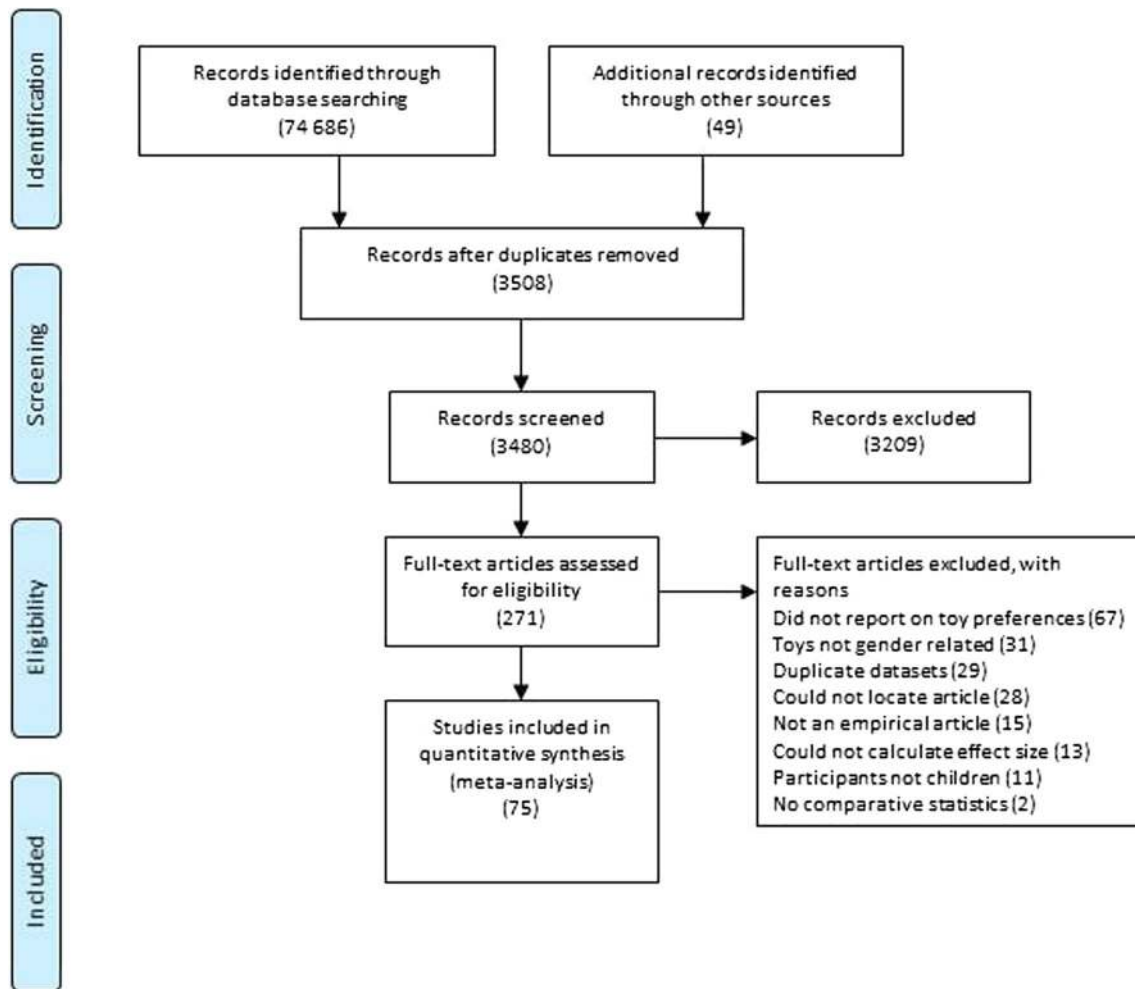 Identification
Records identified through
database searching
(74 686)
Additional records identified
through other sources
(49)
Records after duplicates removed
(3508)
Screening
Records screened
(3480)
Records excluded
(3209)
Eligibility
Full-text articles assessed
for eligibility
(271)
Full-text articles excluded, with
reasons
Did not report on toy preferences (67)
Toys not gender related (31)
Duplicate datasets (29)
Could not locate article (28)
Not an empirical article (15)
Could not calculate effect size (13)
Participants not children (11)
No comparative statistics (2)
Included
Studies included in
quantitative synthesis
(meta-analysis)
(75)